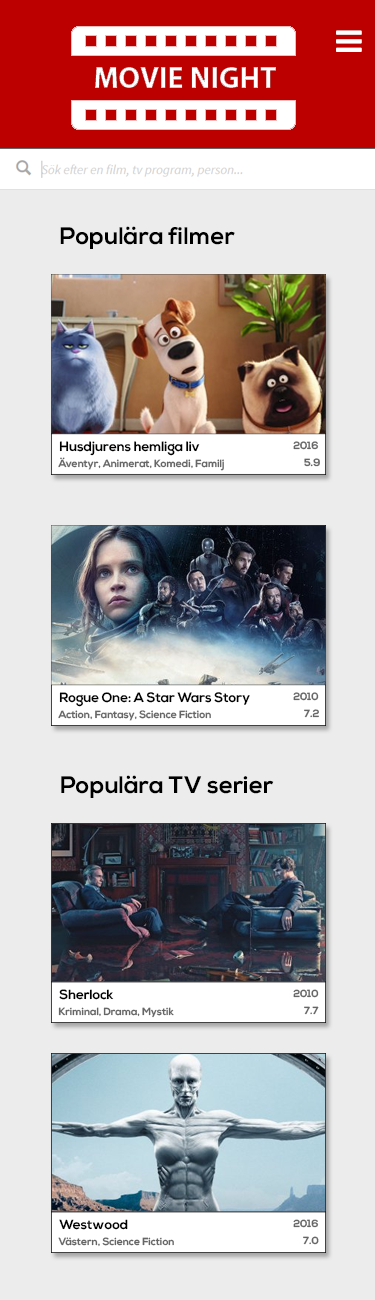 MOVIE NIGHT
Sök efter en film, tv program, person...
Populära filmer
Husdjurens hemliga liv 2016
Äventyr, Animerat, Komedi, Familj 5.9
Rogue One: A Star Wars Story 2010
Action, Fantasy, Science Fiction 7.2
Populära TV serier
Sherlock 2010
Kriminal, Drama, Mystik 7.7
Westwood 2016
Västern, Science Fiction 7.0